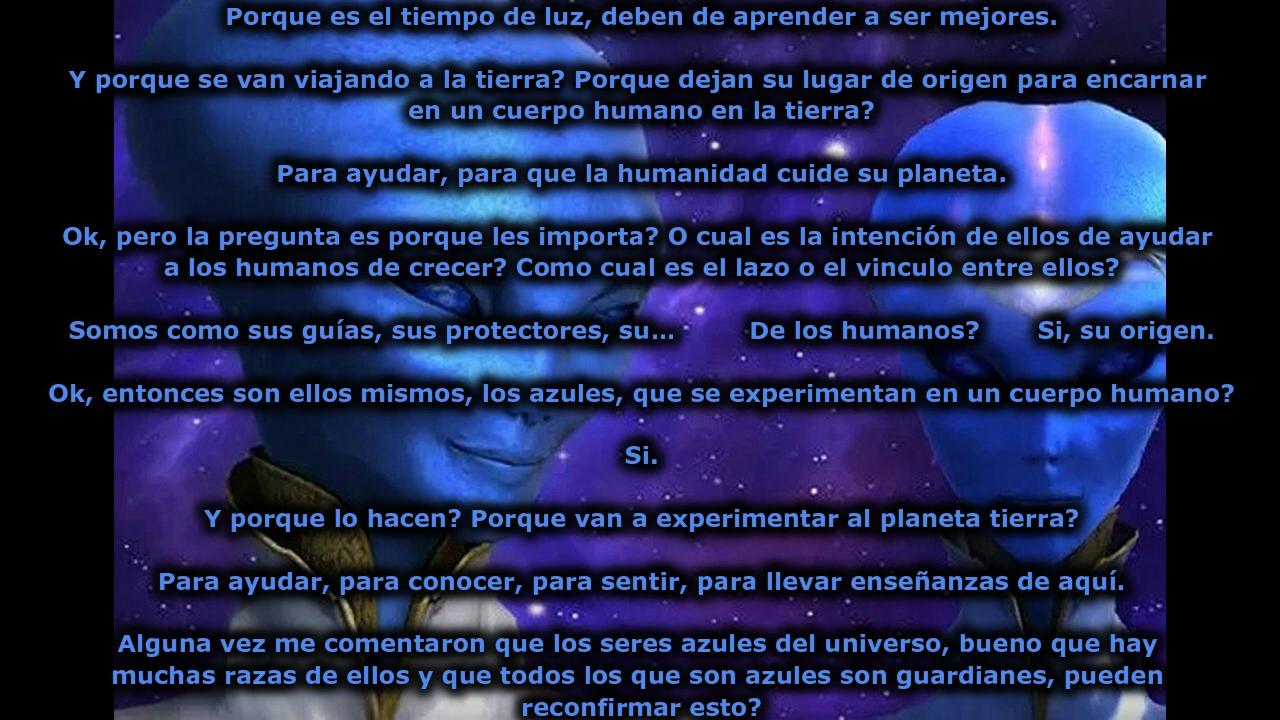 Porque es el tiempo de luz, deben de aprender a ser mejores.
Y porque se van viajando a la tierra? Porque dejan su lugar de origen para encarnar
en un cuerpo humano en la tierra?
Para ayudar, para que la humanidad cuide su planeta.
Ok, pero la pregunta es porque les importa? O cual es la intención de ellos de ayudar
a los humanos de crecer? Como cual es el lazo o el vinculo entre ellos?
Somos como sus guías, sus protectores, su... De los humanos? Si, su origen.
Ok, entonces son ellos mismos, los azules, que se experimentan en un cuerpo humano?
Si.
Y porque lo hacen? Porque van a experimentar al planeta tierra?
Para ayudar, para conocer, para sentir, para llevar enseñanzas de aquí.
Alguna vez me comentaron que los seres azules del universo, bueno que hay
muchas razas de ellos y que todos los que son azules son guardianes, pueden
reconfirmar esto?